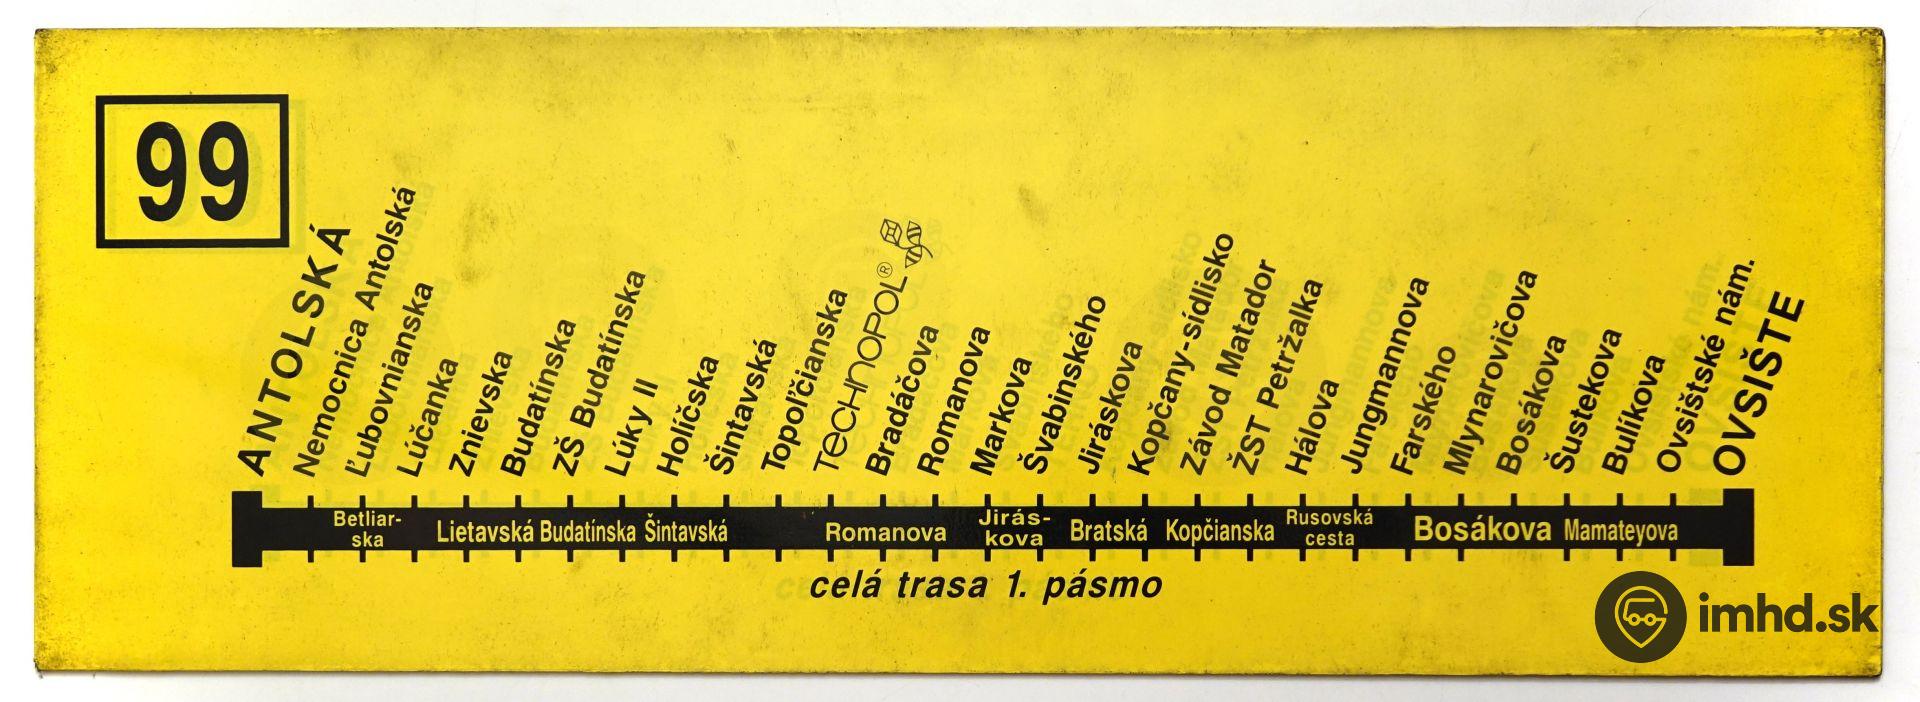 99
ANTOLSKÁ
Nemocnica Antolská
Ľubovnianska
Lúčanka
Znievska
Budatínska
ZŠ Budatínska
Lúky II
Holíčska
Šintavská
Topoľčianska
TECHNOPOL®
Bradáčova
Romanova
Markova
Švabinského
Jiráskova
Kopčany-sídlisko
Závod Matador
ŽST Petržalka
Hálova
Jungmannova
Farského
Mlynarovičova
Bosákova
Šustekova
Bulíkova
Ovsištské nám.
OVSIŠTE
Betliar-
ska
Lietavská
Budatínska
Šintavská
Romanova
Jirás-
kova
Bratská
Kopčianska
Rusovská
cesta
Bosákova
Mamateyova
celá trasa 1. pásmo
imhd.sk